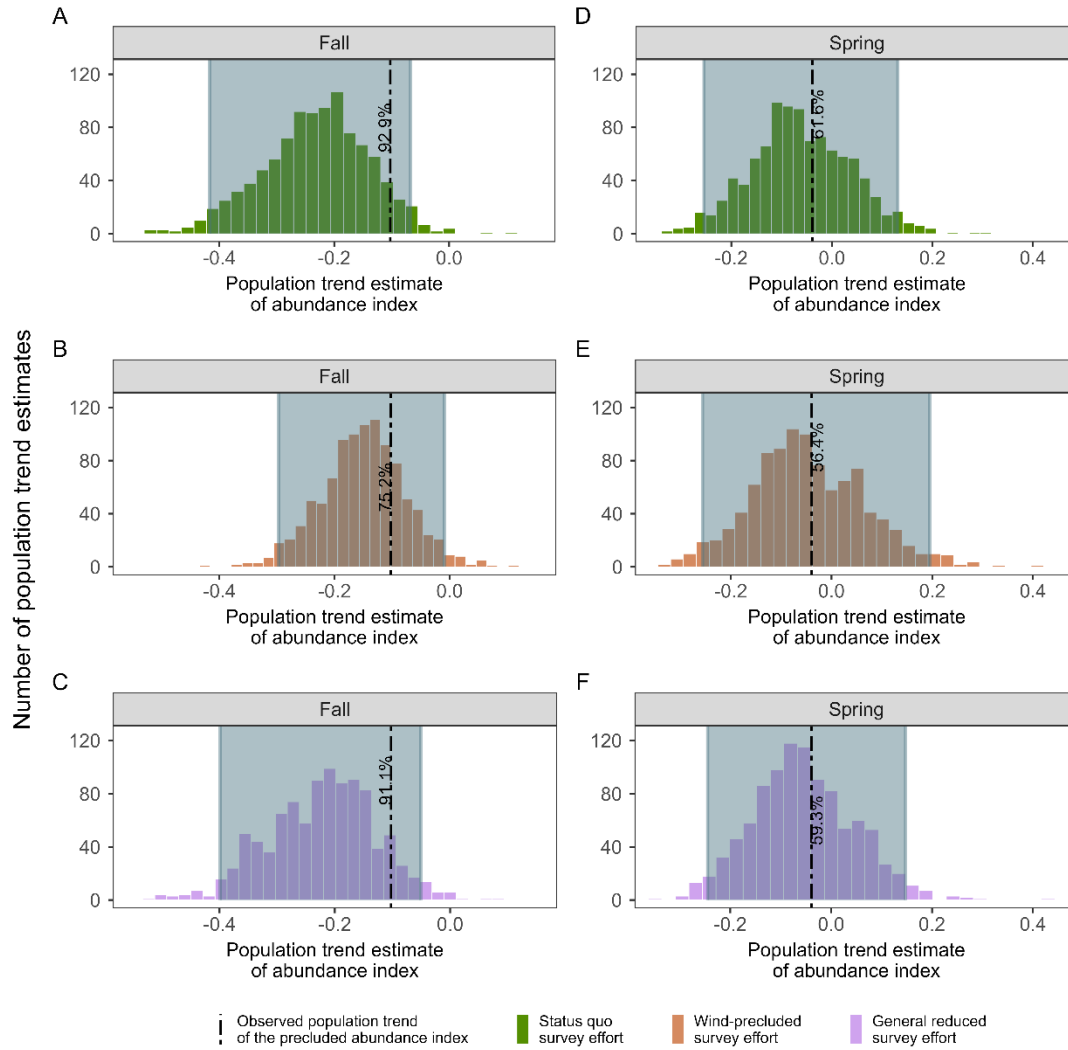 A
Fall
120
80
40
0
92.9%
-0.4
-0.2
0.0
Population trend estimate
of abundance index
D
Spring
120
80
40
0
61.6%
-0.2
0.0
0.2
0.4
Population trend estimate
of abundance index
Number of population trend estimates
B
Fall
120
80
40
0
75.2%
-0.4
-0.2
0.0
Population trend estimate
of abundance index
E
Spring
120
80
40
0
56.4%
-0.2
0.0
0.2
0.4
Population trend estimate
of abundance index
C
Fall
120
80
40
0
91.1%
-0.4
-0.2
0.0
Population trend estimate
of abundance index
F
Spring
120
80
40
0
59.3%
-0.2
0.0
0.2
0.4
Population trend estimate
of abundance index
Observed population trend
of the precluded abundance index
Status quo
survey effort
Wind-precluded
survey effort
General reduced
survey effort